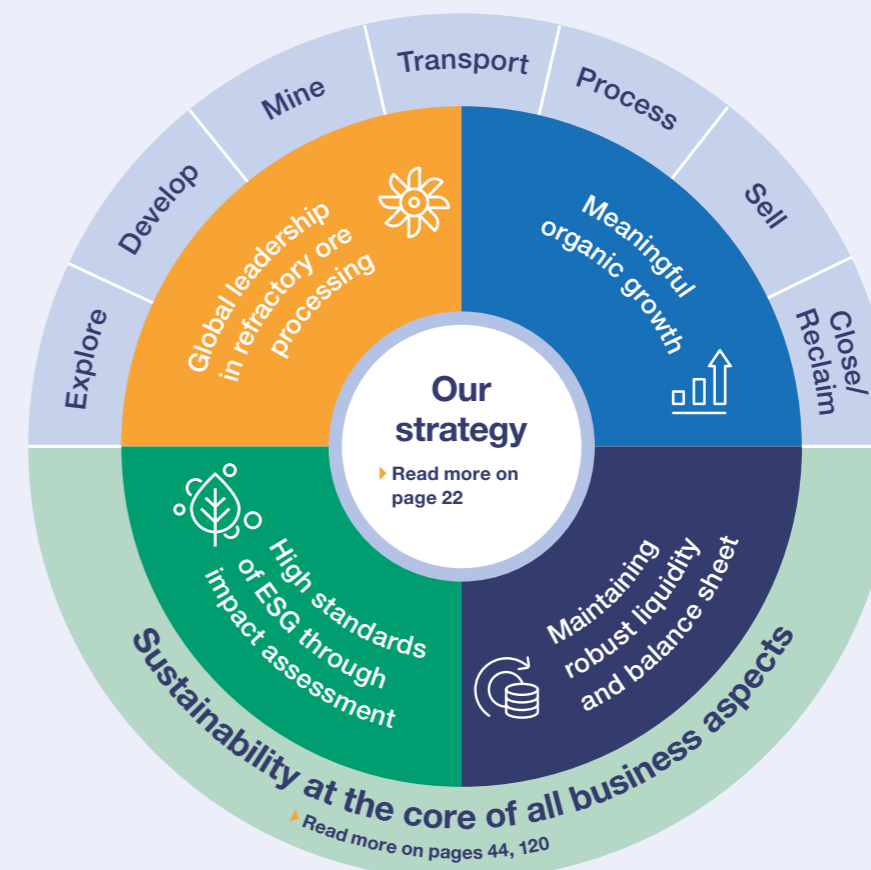 Explore
Develop
Mine
Transport
Process
Sell
Close/
Reclaim
Global leadership
in refractory ore
processing
Meaningful
organic growth
Our
strategy
Read more on
page 22
High standards
of ESG through
impact assessment
Maintaining
robust liquidity
and balance sheet
Sustainability at the core of all business aspects
Read more on pages 44, 120